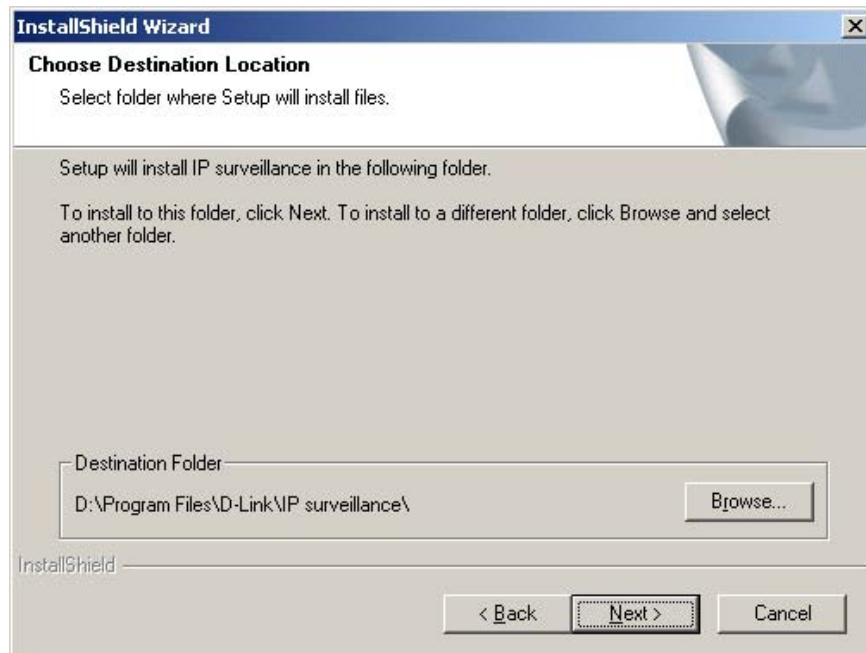 InstallShield Wizard
Choose Destination Location
Select folder where Setup will install files.
Setup will install IP surveillance in the following folder.
To install to this folder, click Next. To install to a different folder, click Browse and select
another folder.
Destination Folder
D:\Program Files\D-Link\IP surveillance\
Browse...
InstallShield
< Back
Next >
Cancel